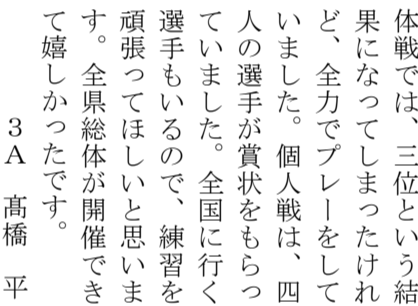 体戦では、三位という結
果になってしまったけれ
ど、全力でプレーをして
いました。個人戦は、四
人の選手が賞状をもらっ
ていました。全国に行く
選手もいるので、練習を
頑張ってほしいと思いま
す。全県総体が開催でき
て嬉しかったです。
３Ａ　髙橋　平